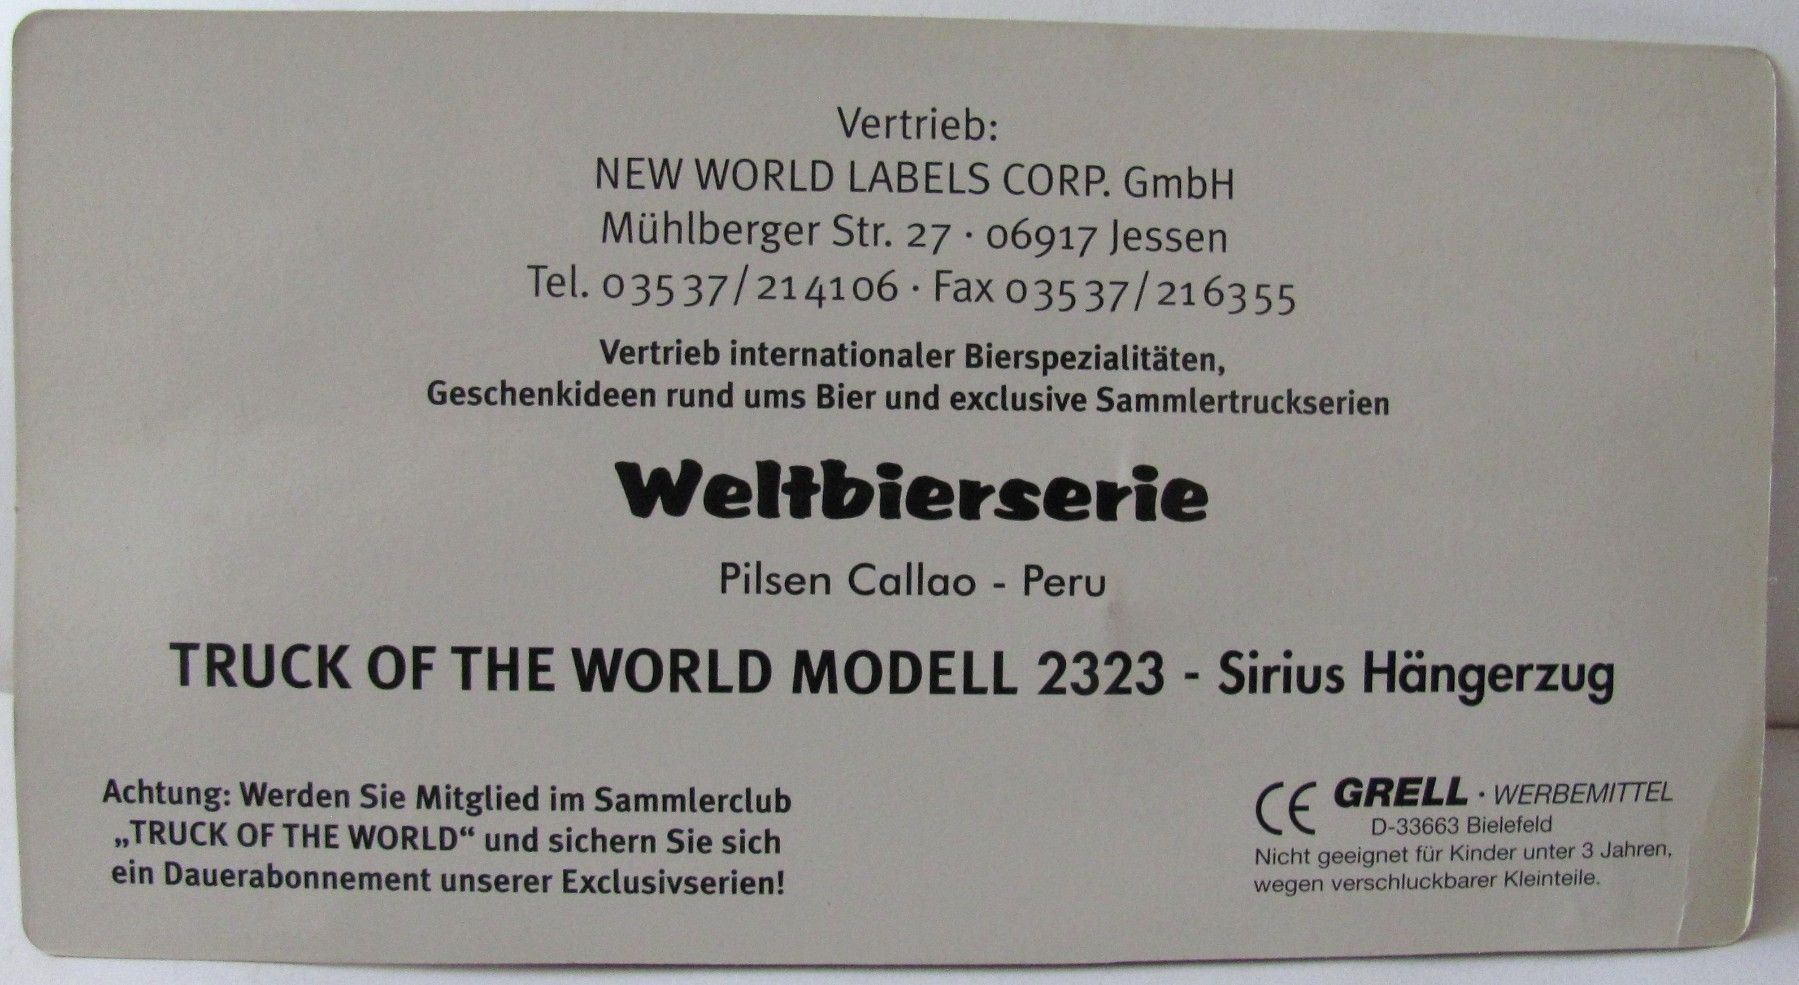 Vertrieb:
NEW WORLD LABELS CORP. GmbH
Mühlberger Str. 27 · 06917 Jessen
Tel. 03537/214106 · Fax 03537/216355
Vertrieb internationaler Bierspezialitäten,
Geschenkideen rund ums Bier und exclusive Sammlertruckserien
Weltbierserie
Pilsen Callao - Peru
TRUCK OF THE WORLD MODELL 2323 - Sirius Hängerzug
Achtung: Werden Sie Mitglied im Sammlerclub
„TRUCK OF THE WORLD“ und sichern Sie sich
ein Dauerabonnement unserer Exclusivserien!
CE GRELL · WERBEMITTEL
D-33663 Bielefeld
Nicht geeignet für Kinder unter 3 Jahren,
wegen verschluckbarer Kleinteile.